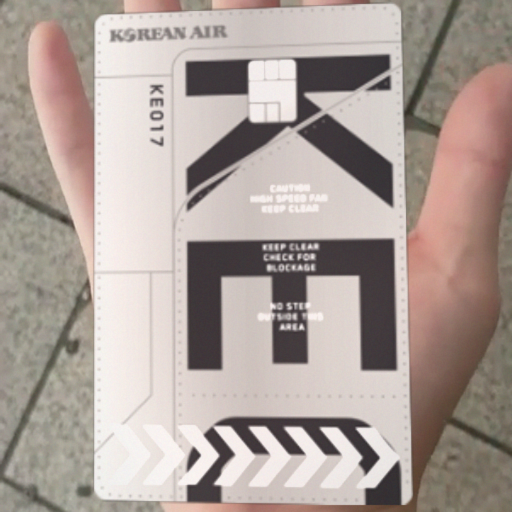 KOREAN AIR
KE017
K
CAUTION
HIGH SPEED FAN
KEEP CLEAR
KEEP CLEAR
CHECK FOR
BLOCKAGE
NO STEP
OUTSIDE THIS
AREA
E